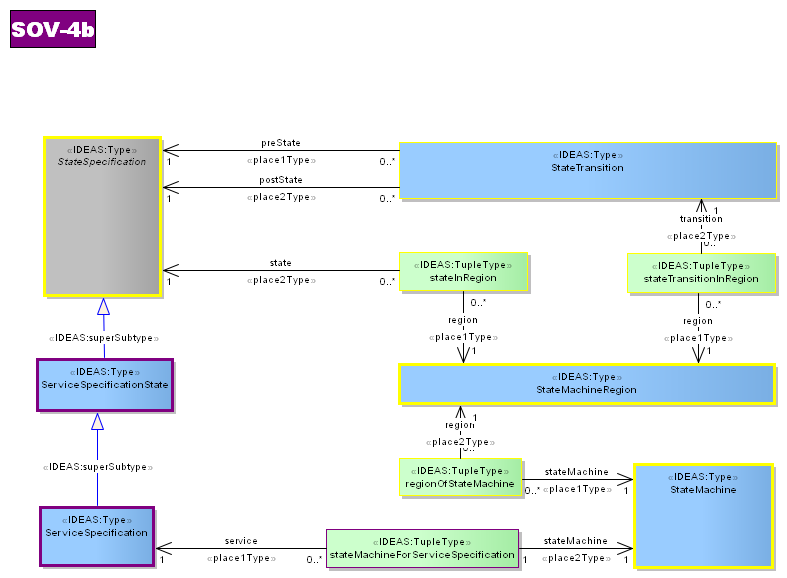 SOV-4b
«IDEAS:Type»
StateSpecification
preState
1
«place1Type»
0..*
postState
1
«place2Type»
0..*
«IDEAS:Type»
StateTransition
1
transition
«place2Type»
0..
state
1
«place2Type»
0..*
«IDEAS:TupleType»
stateInRegion
«IDEAS:TupleType»
stateTransitionInRegion
0..*
region
«place1Type»
1
0..*
region
«place1Type»
1
«IDEAS:superSubtype»
«IDEAS:Type»
ServiceSpecificationState
«IDEAS:Type»
StateMachineRegion
1
region
«place2Type»
0..
«IDEAS:superSubtype»
«IDEAS:TupleType»
regionOfStateMachine
stateMachine
0..*
«place1Type»
1
«IDEAS:Type»
StateMachine
«IDEAS:Type»
ServiceSpecification
service
1
«place1Type»
0..*
«IDEAS:TupleType»
stateMachineForServiceSpecification
stateMachine
1
«place2Type»
1